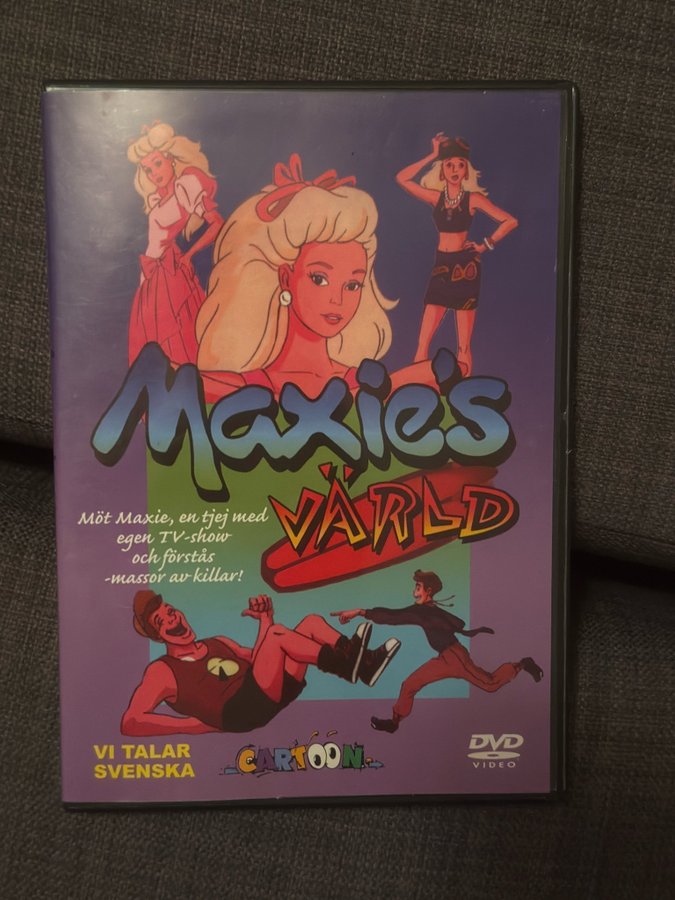 Maxie's
VÄRLD
Möt Maxie, en tjej med
egen TV-show
och förstås
-massor av killar!
VI TALAR
SVENSKA
CARTOON
DVD
VIDEO